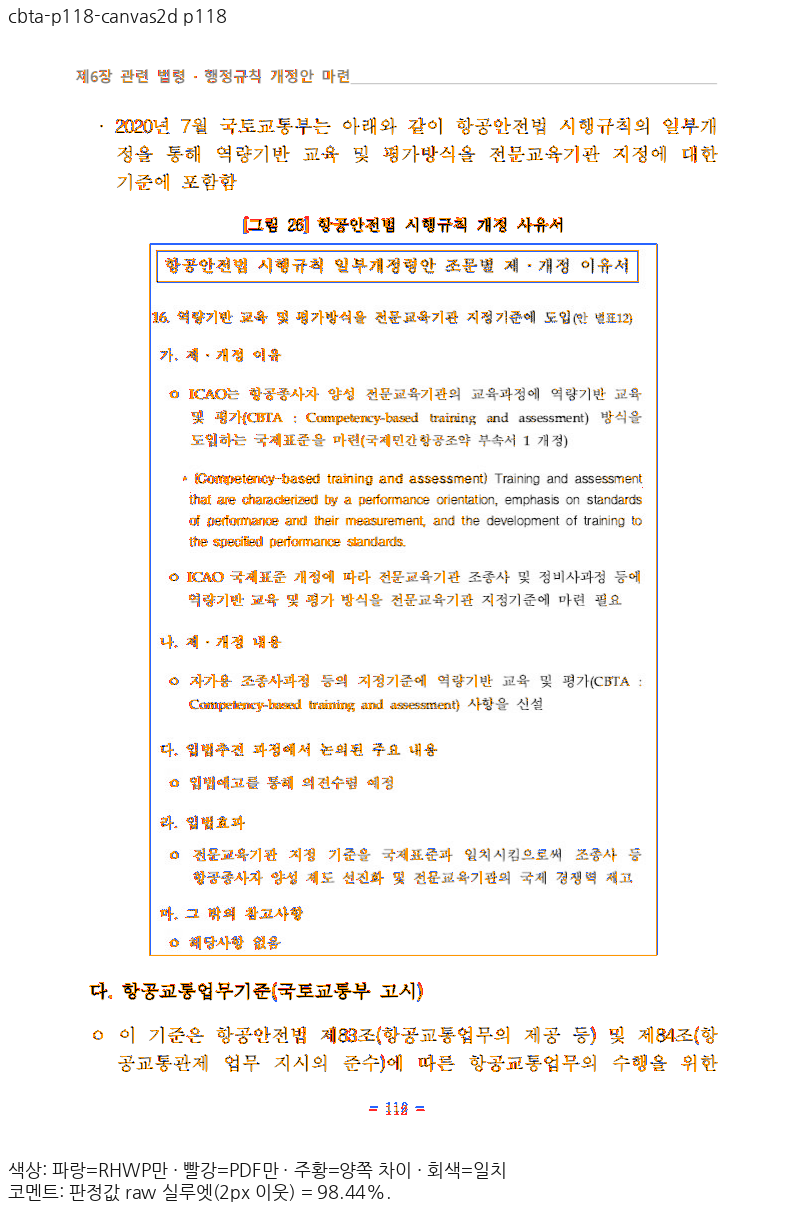 cbta-p118-canvas2d p118
제6장 관련 법령·행정규칙 개정안 마련
· 2020년 7월 국토교통부는 아래와 같이 항공안전법 시행규칙의 일부개
정을 통해 역량기반 교육 및 평가방식을 전문교육기관 지정에 대한
기준에 포함함
[그림 26] 항공안전법 시행규칙 개정 사유서
항공안전법 시행규칙 일부개정령안 조문별 제·개정 이유서
16. 역량기반 교육 및 평가방식을 전문교육기관 지정기준에 도입(안 별표12)
가. 제·개정 이유
ㅇ ICAO는 항공종사자 양성 전문교육기관의 교육과정에 역량기반 교육
및 평가(CBTA : Competency-based training and assessment) 방식을
도입하는 국제표준을 마련(국제민간항공조약 부속서 1 개정)
* (Competency-based training and assessment) Training and assessment
that are characterized by a performance orientation, emphasis on standards
of performance and their measurement, and the development of training to
the specified performance standards.
ㅇ ICAO 국제표준 개정에 따라 전문교육기관 조종사 및 정비사과정 등에
역량기반 교육 및 평가 방식을 전문교육기관 지정기준에 마련 필요
나. 제·개정 내용
ㅇ 자가용 조종사과정 등의 지정기준에 역량기반 교육 및 평가(CBTA :
Competency-based training and assessment) 사항을 신설
다. 입법추진 과정에서 논의된 주요 내용
ㅇ 입법예고를 통해 의견수렴 예정
라. 입법효과
ㅇ 전문교육기관 지정 기준을 국제표준과 일치시킴으로써 조종사 등
항공종사자 양성 제도 선진화 및 전문교육기관의 국제 경쟁력 제고
마. 그 밖의 참고사항
ㅇ 해당사항 없음
다. 항공교통업무기준(국토교통부 고시)
ㅇ 이 기준은 항공안전법 제83조(항공교통업무의 제공 등) 및 제84조(항
공교통관제 업무 지시의 준수)에 따른 항공교통업무의 수행을 위한
색상: 파랑=RHWP만 · 빨강=PDF만 · 주황=양쪽 차이 · 회색=일치
코멘트: 판정값 raw 실루엣(2px 이웃) = 98.44%.